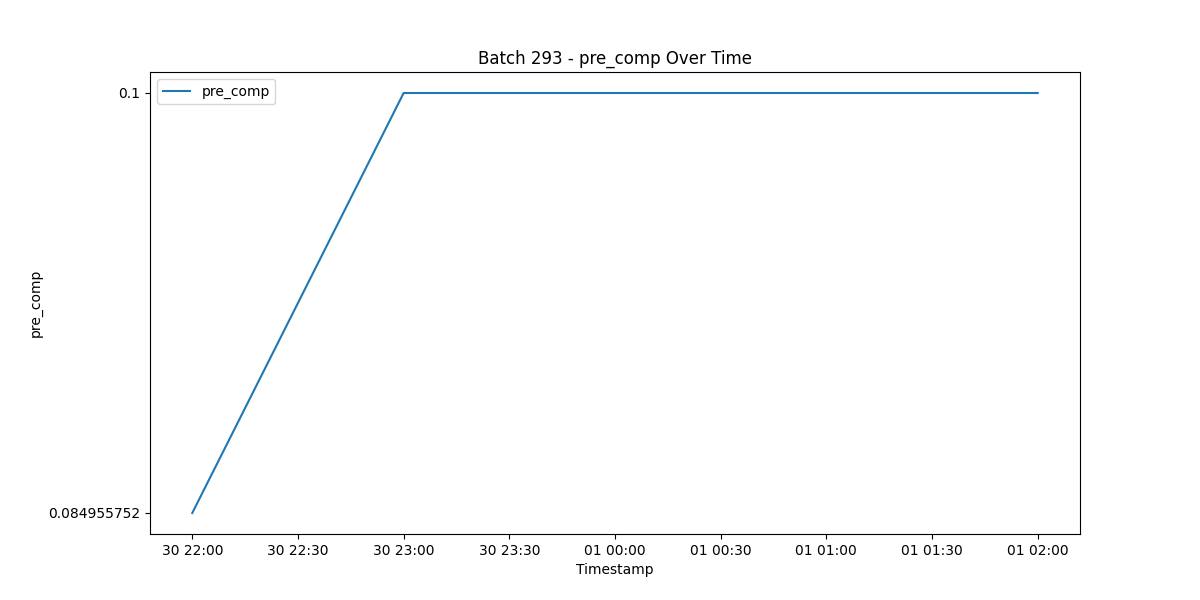 Batch 293 - pre_comp Over Time
pre_comp
0.1
pre_comp
0.084955752
30 22:00 30 22:30 30 23:00 30 23:30 01 00:00 01 00:30 01 01:00 01 01:30 01 02:00
Timestamp